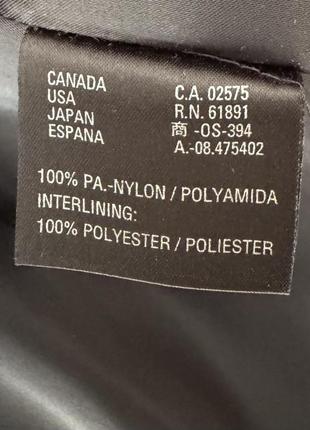 CANADA C.A. 02575
USA R.N. 61891
JAPAN 商 -OS-394
ESPANA A.-08.475402
100% PA.-NYLON / POLYAMIDA
INTERLINING:
100% POLYESTER / POLIESTER